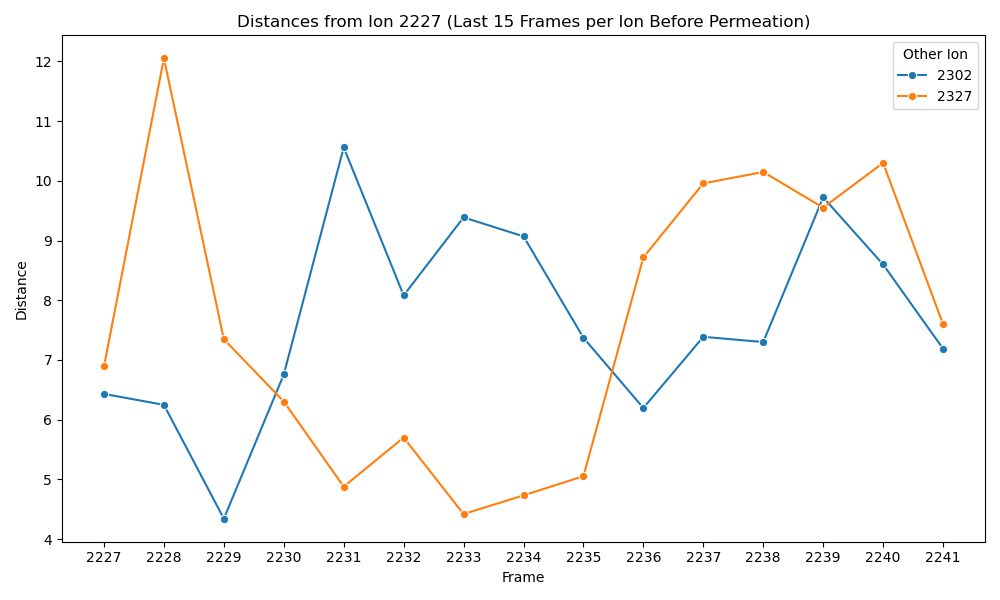 Distances from Ion 2227 (Last 15 Frames per Ion Before Permeation)
Other Ion
2302
2327
Distance
12
11
10
9
8
7
6
5
4
2227 2228 2229 2230 2231 2232 2233 2234 2235 2236 2237 2238 2239 2240 2241
Frame